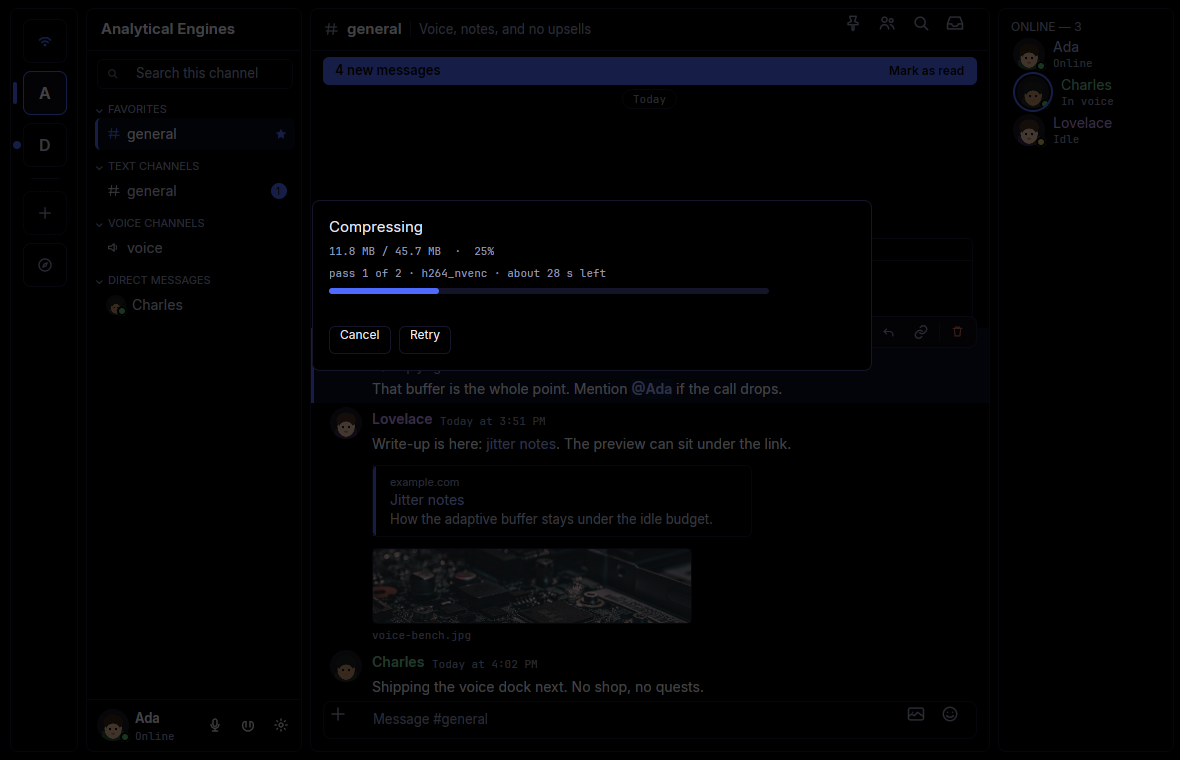 A
D
Analytical Engines
Search this channel
FAVORITES
general
TEXT CHANNELS
general
1
VOICE CHANNELS
voice
DIRECT MESSAGES
Charles
Ada
Online
general
Voice, notes, and no upsells
4 new messages
Mark as read
Today
Compressing
11.8 MB / 45.7 MB · 25%
pass 1 of 2 · h264_nvenc · about 28 s left
Cancel
Retry
That buffer is the whole point. Mention @Ada if the call drops.
Lovelace Today at 3:51 PM
Write-up is here: jitter notes. The preview can sit under the link.
example.com
Jitter notes
How the adaptive buffer stays under the idle budget.
voice-bench.jpg
Charles Today at 4:02 PM
Shipping the voice dock next. No shop, no quests.
Message #general
ONLINE — 3
Ada
Online
Charles
In voice
Lovelace
Idle